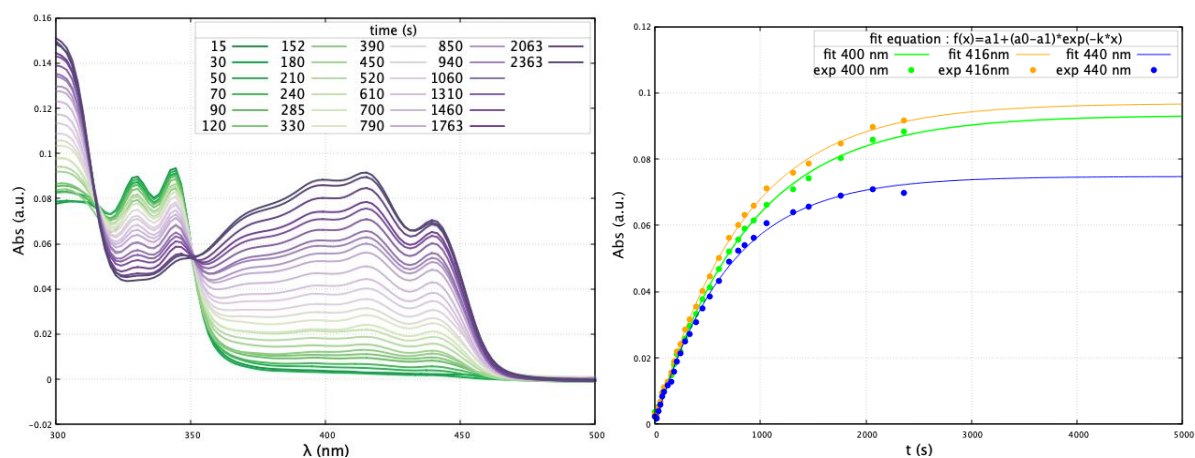 0.16
0.14
0.12
0.1
0.08
0.06
0.04
0.02
0
-0.02
Abs (a.u.)
300 350 400 450 500
λ (nm)
time (s)
15 152 390 850 2063
30 180 450 940 2363
50 210 520 1060
70 240 610 1310
90 285 700 1460
120 330 790 1763
0.12
0.1
0.08
0.06
0.04
0.02
0
Abs (a.u.)
0 1000 2000 3000 4000 5000
t (s)
fit equation : f(x)=a1+(a0-a1)*exp(-k*x)
fit 400 nm fit 416nm fit 440 nm
exp 400 nm exp 416nm exp 440 nm